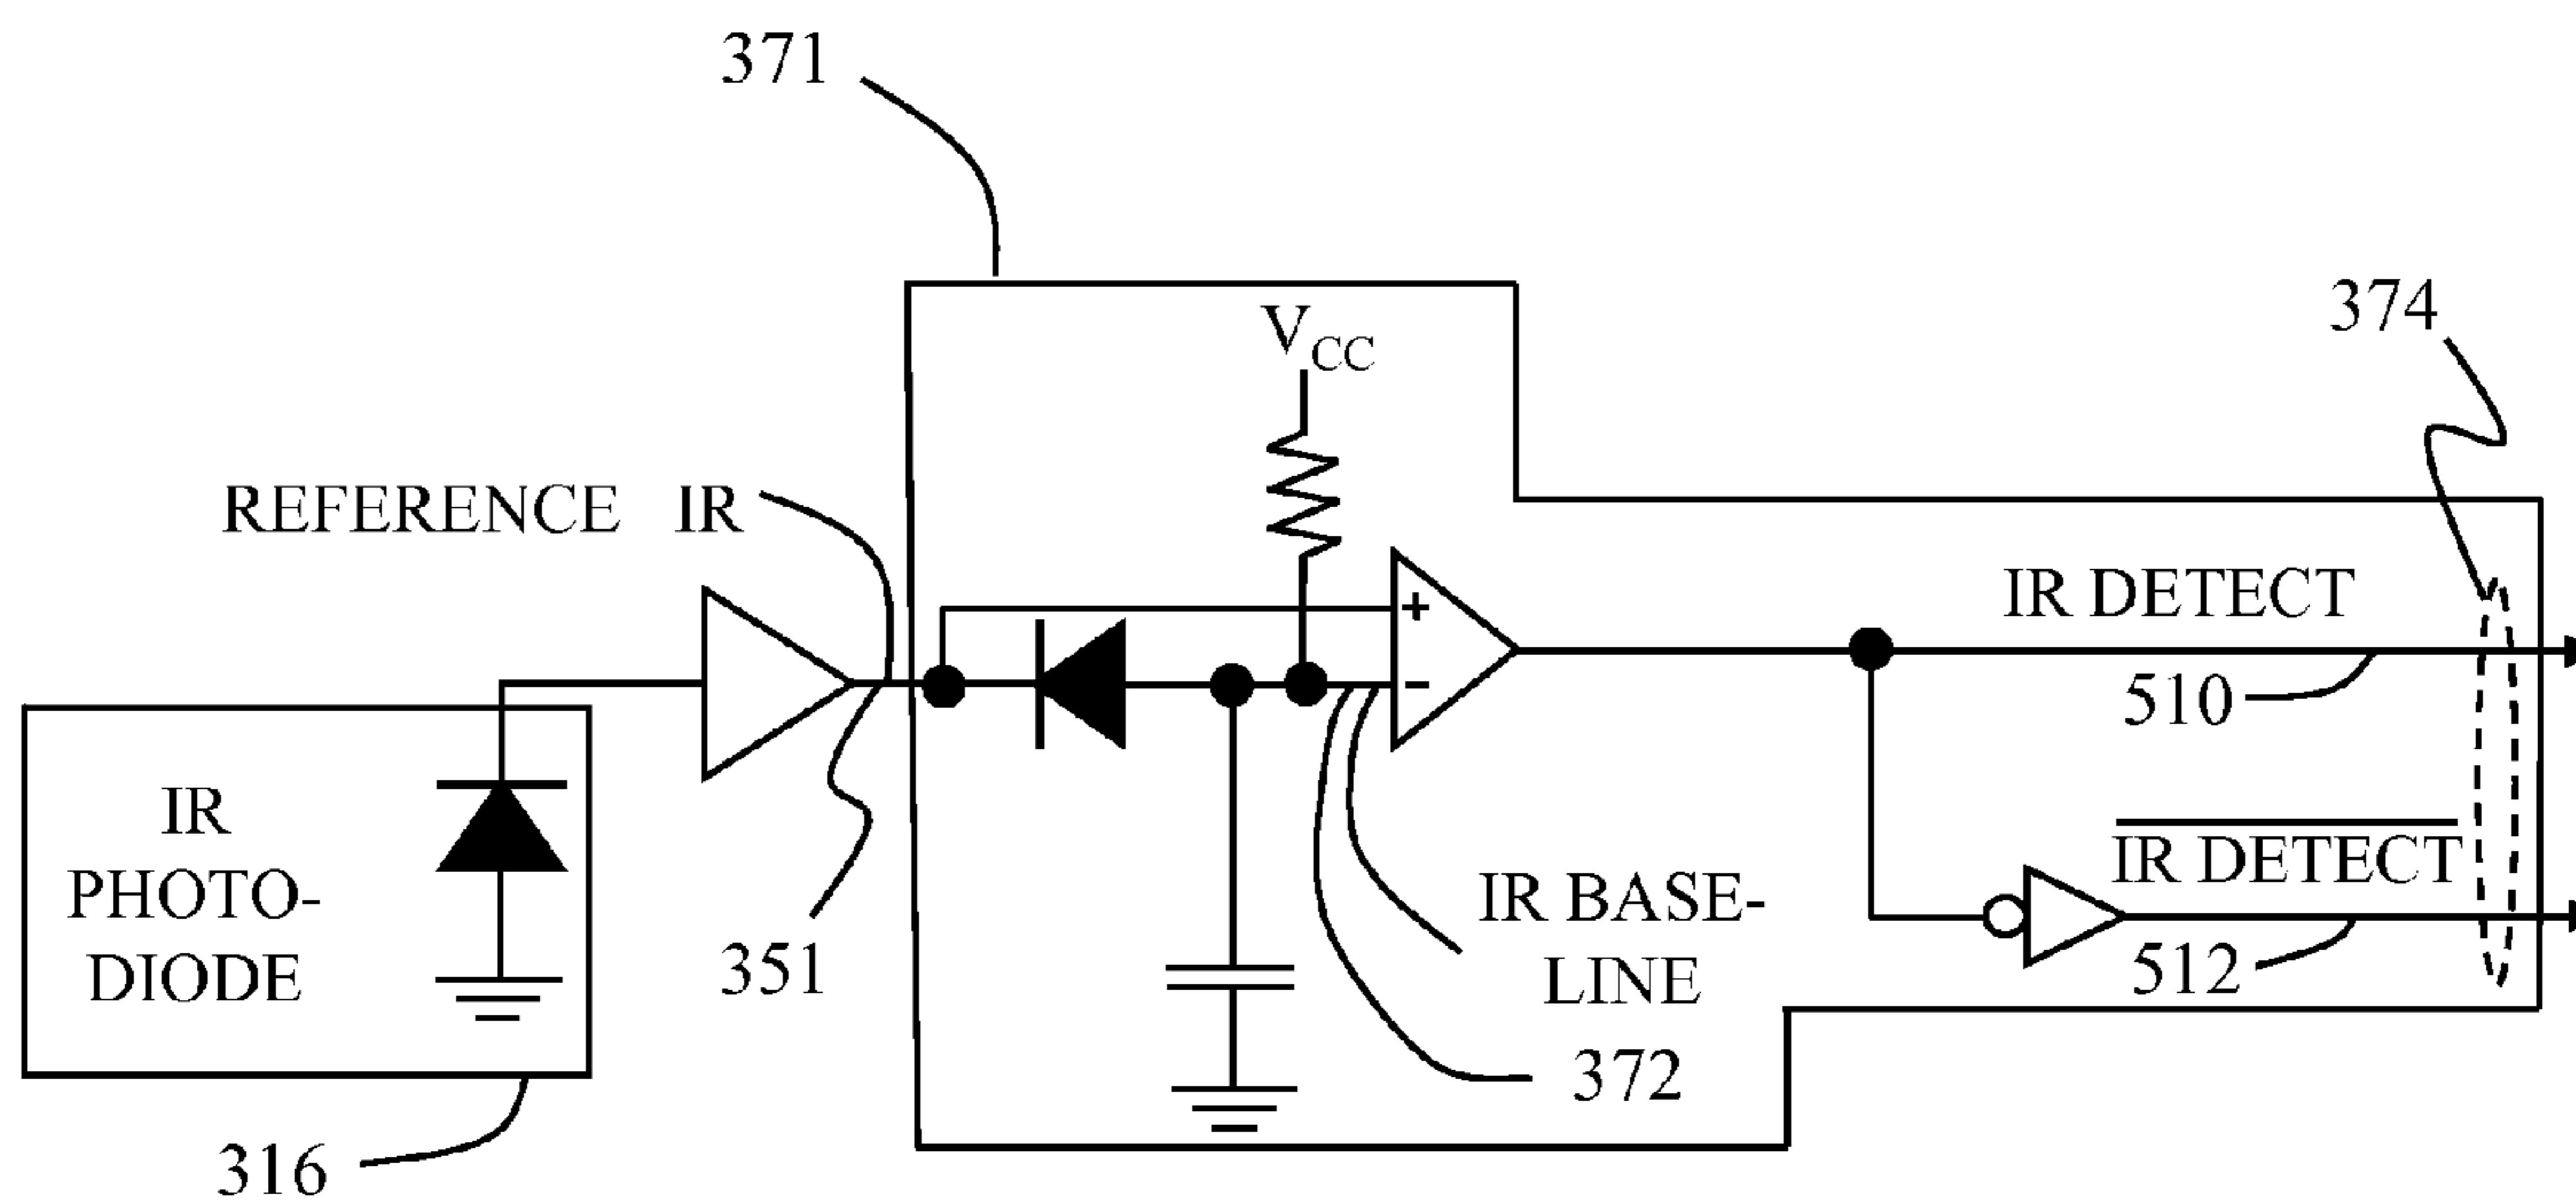 371
V_CC
374
REFERENCE IR
+
-
IR DETECT
510
IR DETECT
512
IR
PHOTO-
DIODE
351
IR BASE-
LINE
372
316